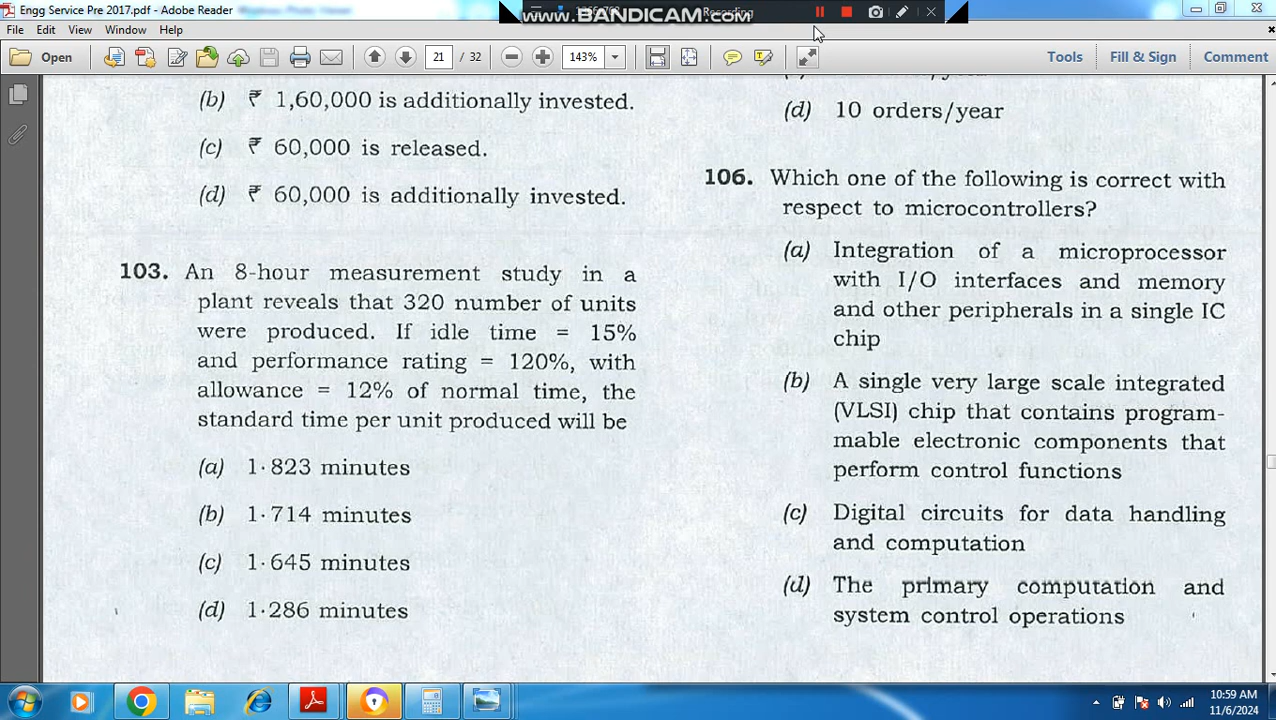 Engg Service Pre 2017.pdf - Adobe Reader
www.BANDICAM.com
Recording
File Edit View Window Help
Open 21 / 32 143% Tools Fill & Sign Comment
(b) ₹ 1,60,000 is additionally invested.
(c) ₹ 60,000 is released.
(d) ₹ 60,000 is additionally invested.
103. An 8-hour measurement study in a
plant reveals that 320 number of units
were produced. If idle time = 15%
and performance rating = 120%, with
allowance = 12% of normal time, the
standard time per unit produced will be
(a) 1·823 minutes
(b) 1·714 minutes
(c) 1·645 minutes
(d) 1·286 minutes
(d) 10 orders/year
106. Which one of the following is correct with
respect to microcontrollers?
(a) Integration of a microprocessor
with I/O interfaces and memory
and other peripherals in a single IC
chip
(b) A single very large scale integrated
(VLSI) chip that contains program-
mable electronic components that
perform control functions
(c) Digital circuits for data handling
and computation
(d) The primary computation and
system control operations
10:59 AM
11/6/2024